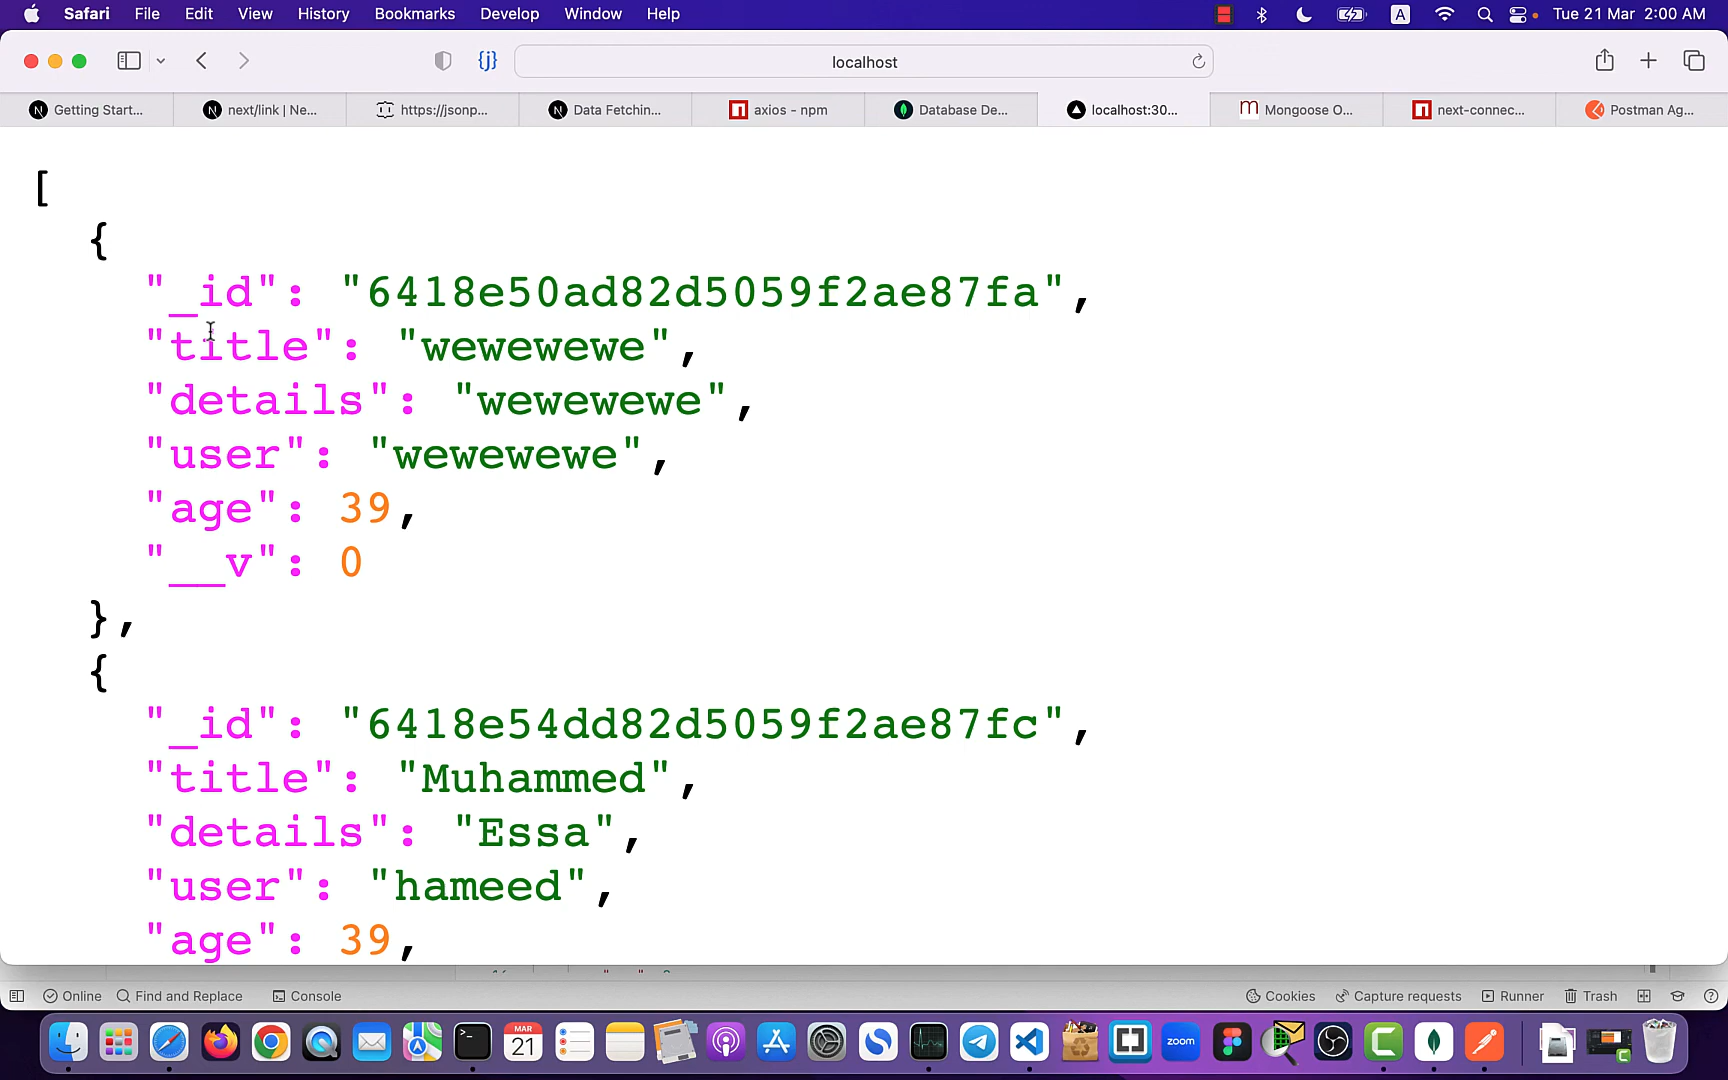 Safari File Edit View History Bookmarks Develop Window Help A Tue 21 Mar 2:00 AM
{j} localhost
Getting Start... next/link | Ne... https://jsonp... Data Fetchin... axios - npm Database De... localhost:30... Mongoose O... next-connec... Postman Ag...
[
{
"_id": "6418e50ad82d5059f2ae87fa",
"title": "wewewewe",
"details": "wewewewe",
"user": "wewewewe",
"age": 39,
"__v": 0
},
{
"_id": "6418e54dd82d5059f2ae87fc",
"title": "Muhammed",
"details": "Essa",
"user": "hameed",
"age": 39,
Online Find and Replace Console Cookies Capture requests Runner Trash
MAR
21
zoom